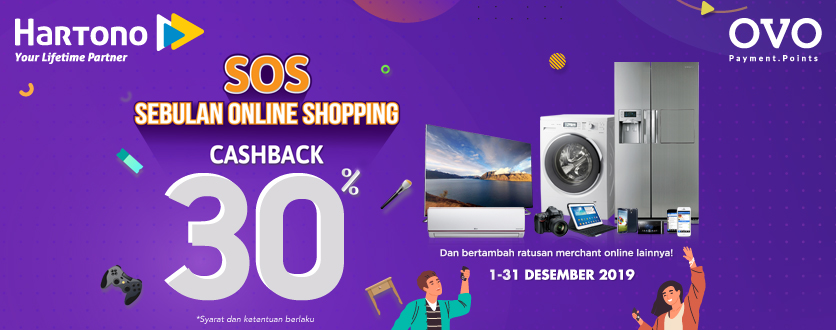 HARTONO
Your Lifetime Partner
OVO
Payment.Points
SOS
SEBULAN ONLINE SHOPPING
CASHBACK
30%
Dan bertambah ratusan merchant online lainnya!
1-31 DESEMBER 2019
*Syarat dan ketentuan berlaku